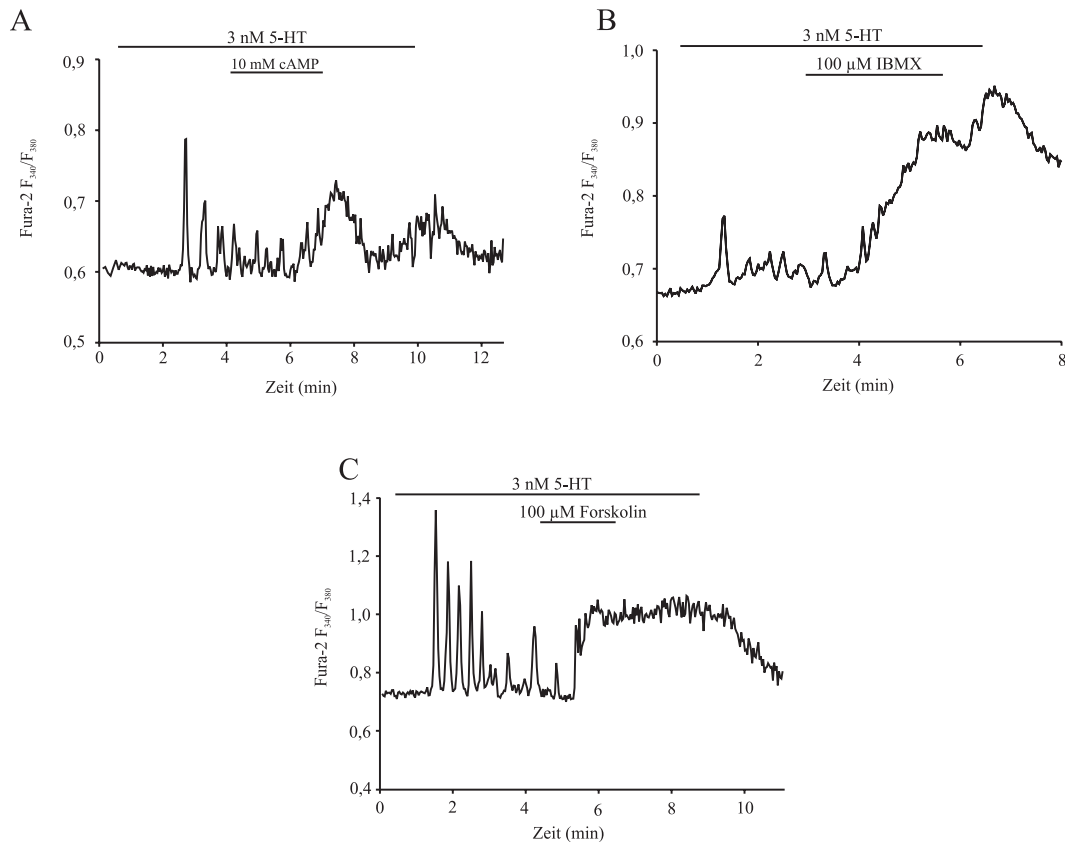 A
3 nM 5-HT
10 mM cAMP
0,9
0,8
0,7
0,6
0,5
Fura-2 F340/F380
0 2 4 6 8 10 12
Zeit (min)
B
3 nM 5-HT
100 µM IBMX
1,0
0,9
0,8
0,7
0,6
Fura-2 F340/F380
0 2 4 6 8
Zeit (min)
C
3 nM 5-HT
100 µM Forskolin
1,4
1,2
1,0
0,8
0,6
0,4
Fura-2 F340/F380
0 2 4 6 8 10
Zeit (min)